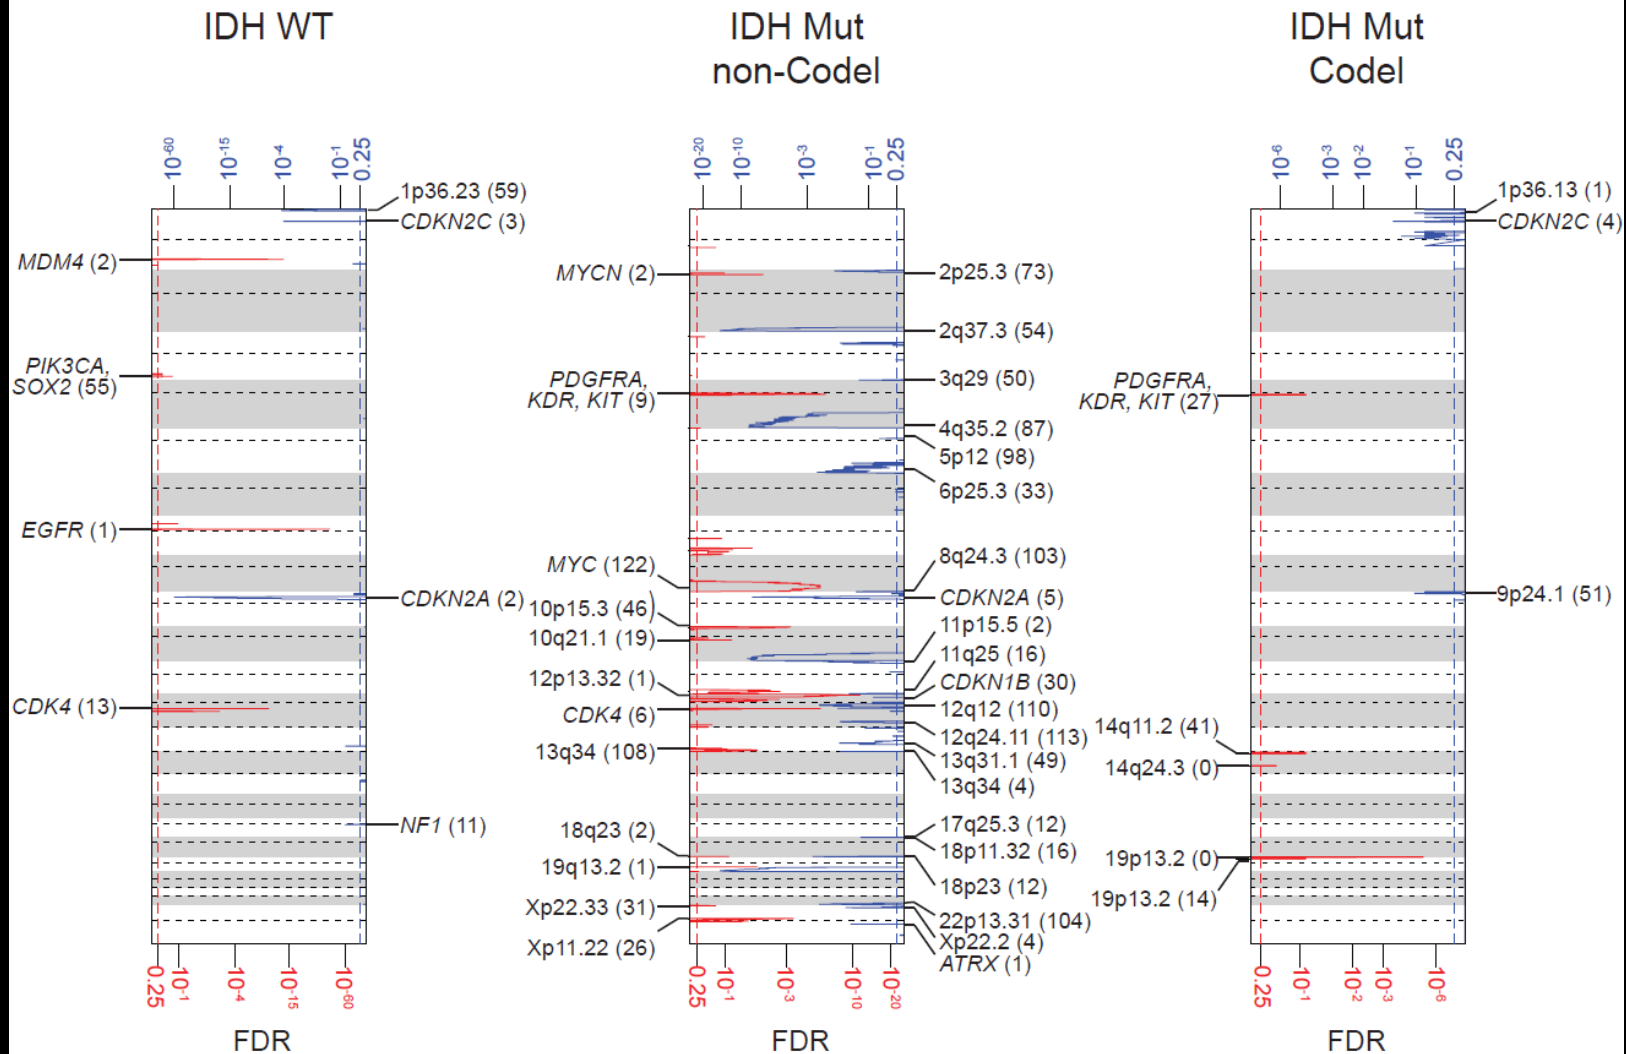 IDH WT
IDH Mut
non-Codel
IDH Mut
Codel
10-60
10-15
10-4
10-1
0.25
10-20
10-10
10-3
10-1
0.25
10-6
10-3
10-2
10-1
0.25
1p36.23 (59)
CDKN2C (3)
MDM4 (2)
PIK3CA,
SOX2 (55)
EGFR (1)
CDKN2A (2)
CDK4 (13)
NF1 (11)
MYCN (2)
PDGFRA,
KDR, KIT (9)
MYC (122)
10p15.3 (46)
10q21.1 (19)
12p13.32 (1)
CDK4 (6)
13q34 (108)
18q23 (2)
19q13.2 (1)
Xp22.33 (31)
Xp11.22 (26)
2p25.3 (73)
2q37.3 (54)
3q29 (50)
4q35.2 (87)
5p12 (98)
6p25.3 (33)
8q24.3 (103)
CDKN2A (5)
11p15.5 (2)
11q25 (16)
CDKN1B (30)
12q12 (110)
12q24.11 (113)
13q31.1 (49)
13q34 (4)
17q25.3 (12)
18p11.32 (16)
18p23 (12)
22p13.31 (104)
Xp22.2 (4)
ATRX (1)
1p36.13 (1)
CDKN2C (4)
PDGFRA,
KDR, KIT (27)
9p24.1 (51)
14q11.2 (41)
14q24.3 (0)
19p13.2 (0)
19p13.2 (14)
0.25
10-1
10-4
10-15
10-60
0.25
10-1
10-3
10-10
10-20
0.25
10-1
10-2
10-3
10-6
FDR
FDR
FDR